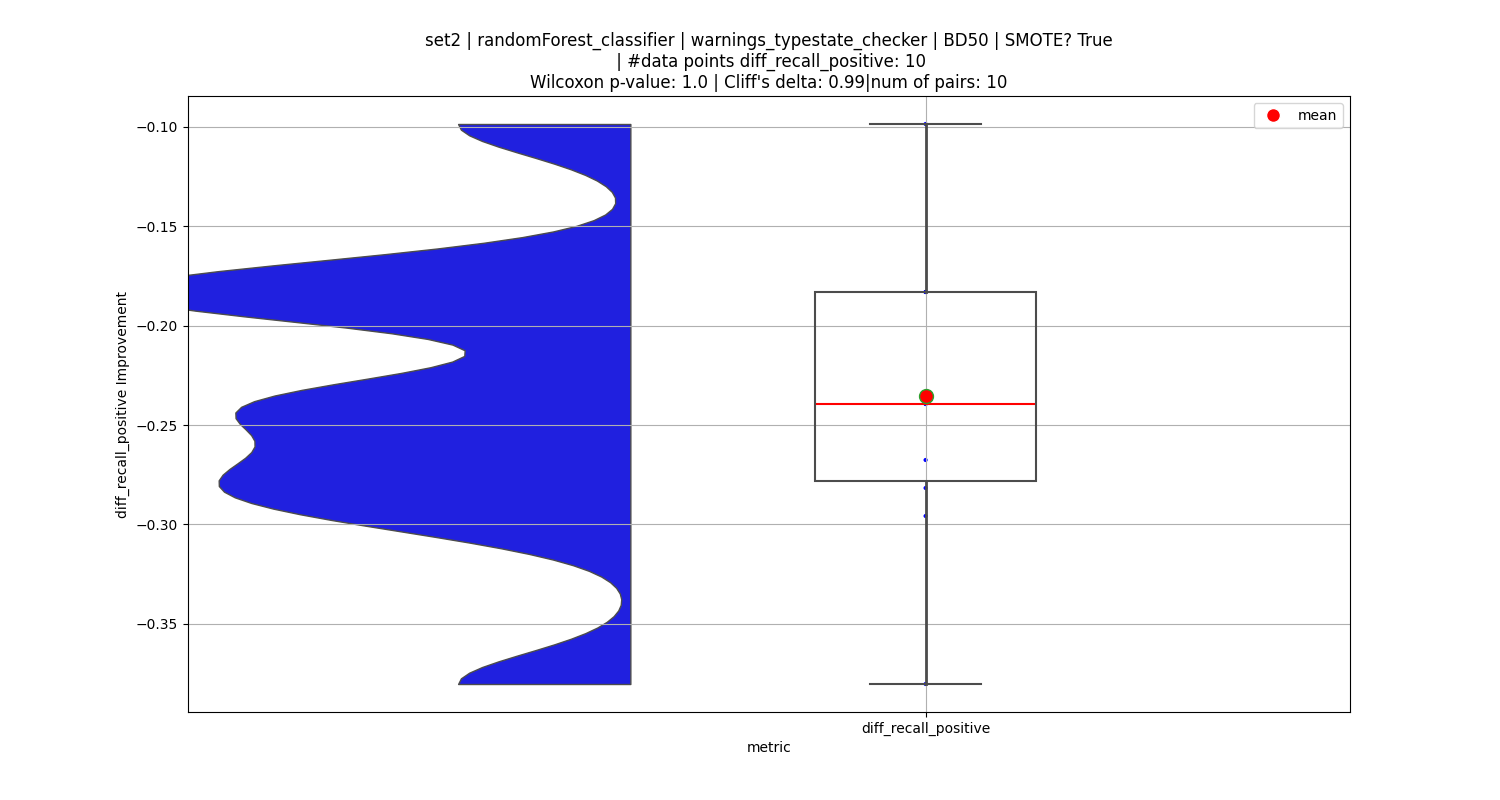 set2 | randomForest_classifier | warnings_typestate_checker | BD50 | SMOTE? True
| #data points diff_recall_positive: 10
Wilcoxon p-value: 1.0 | Cliff's delta: 0.99|num of pairs: 10
mean
−0.10
−0.15
−0.20
−0.25
−0.30
−0.35
diff_recall_positive Improvement
diff_recall_positive
metric